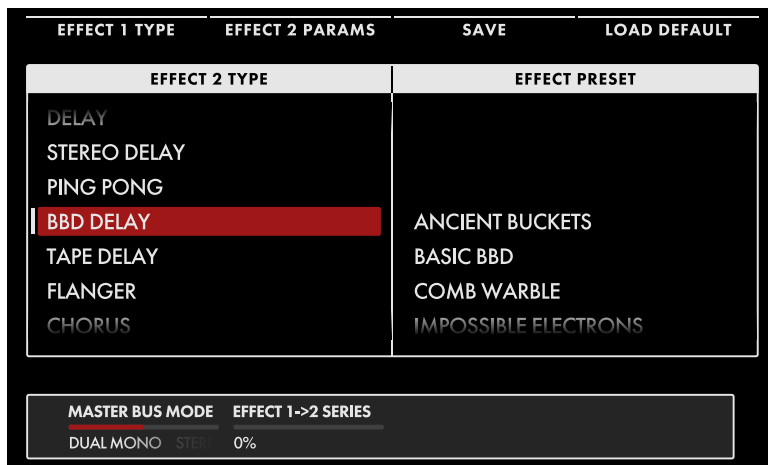 EFFECT 1 TYPE EFFECT 2 PARAMS SAVE LOAD DEFAULT
EFFECT 2 TYPE EFFECT PRESET
DELAY
STEREO DELAY
PING PONG
BBD DELAY ANCIENT BUCKETS
TAPE DELAY BASIC BBD
FLANGER COMB WARBLE
CHORUS IMPOSSIBLE ELECTRONS
MASTER BUS MODE EFFECT 1->2 SERIES
DUAL MONO STER 0%